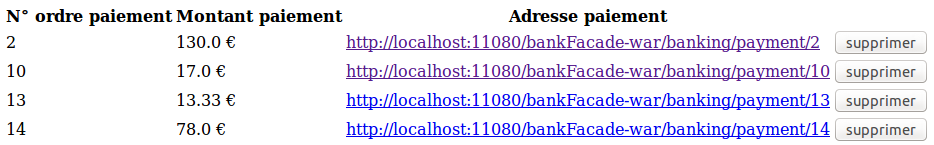 N° ordre paiement Montant paiement Adresse paiement
2 130.0 € http://localhost:11080/bankFacade-war/banking/payment/2 supprimer
10 17.0 € http://localhost:11080/bankFacade-war/banking/payment/10 supprimer
13 13.33 € http://localhost:11080/bankFacade-war/banking/payment/13 supprimer
14 78.0 € http://localhost:11080/bankFacade-war/banking/payment/14 supprimer